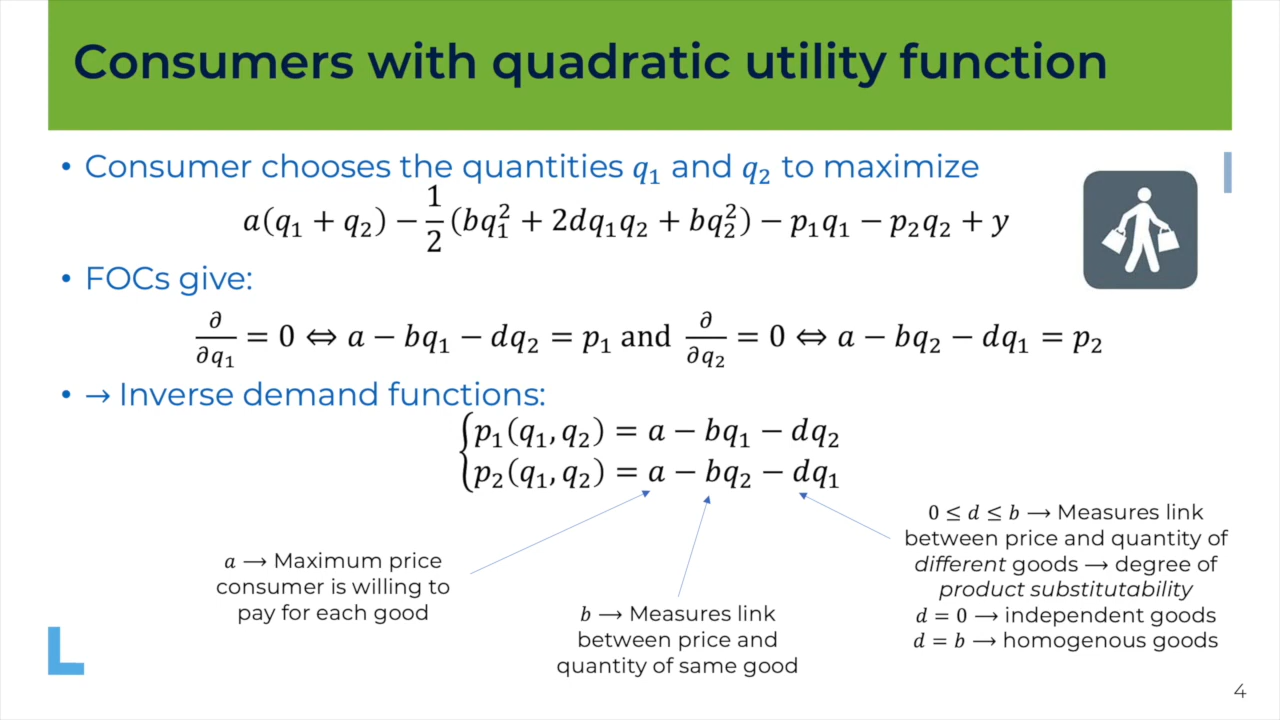 Consumers with quadratic utility function
• Consumer chooses the quantities q₁ and q₂ to maximize
a(q₁ + q₂) − 1/2 (bq₁² + 2dq₁q₂ + bq₂²) − p₁q₁ − p₂q₂ + y
• FOCs give:
∂/∂q₁ = 0 ⇔ a − bq₁ − dq₂ = p₁ and ∂/∂q₂ = 0 ⇔ a − bq₂ − dq₁ = p₂
• → Inverse demand functions:
{p₁(q₁, q₂) = a − bq₁ − dq₂
p₂(q₁, q₂) = a − bq₂ − dq₁
a → Maximum price
consumer is willing to
pay for each good
b → Measures link
between price and
quantity of same good
0 ≤ d ≤ b → Measures link
between price and quantity of
different goods → degree of
product substitutability
d = 0 → independent goods
d = b → homogenous goods
4